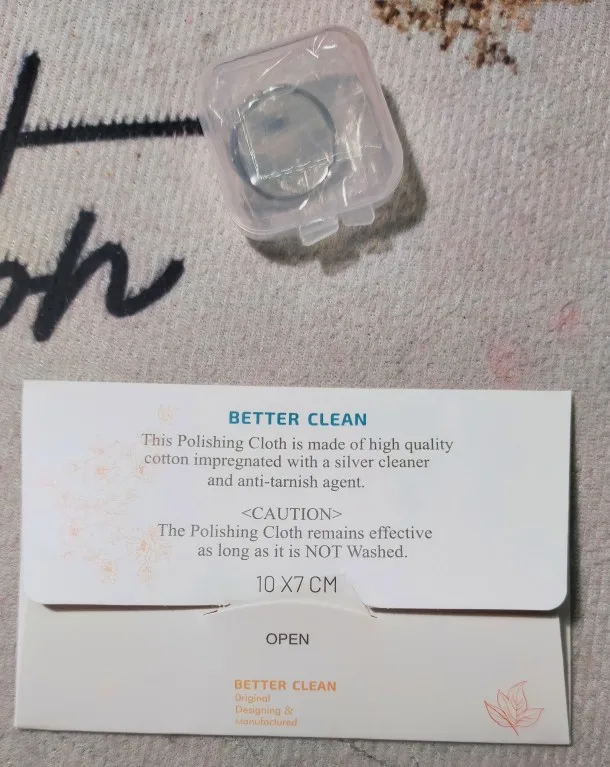 on
BETTER CLEAN
This Polishing Cloth is made of high quality
cotton impregnated with a silver cleaner
and anti-tarnish agent.
<CAUTION>
The Polishing Cloth remains effective
as long as it is NOT Washed.
10 X7 CM
OPEN
BETTER CLEAN
Original
Designing &
Manufactured